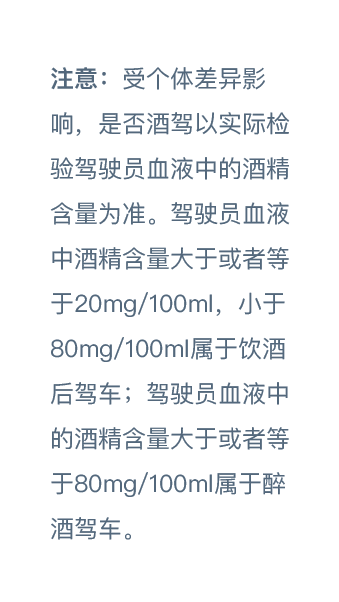 注意：受个体差异影
响，是否酒驾以实际检
验驾驶员血液中的酒精
含量为准。驾驶员血液
中酒精含量大于或者等
于20mg/100ml，小于
80mg/100ml属于饮酒
后驾车；驾驶员血液中
的酒精含量大于或者等
于80mg/100ml属于醉
酒驾车。